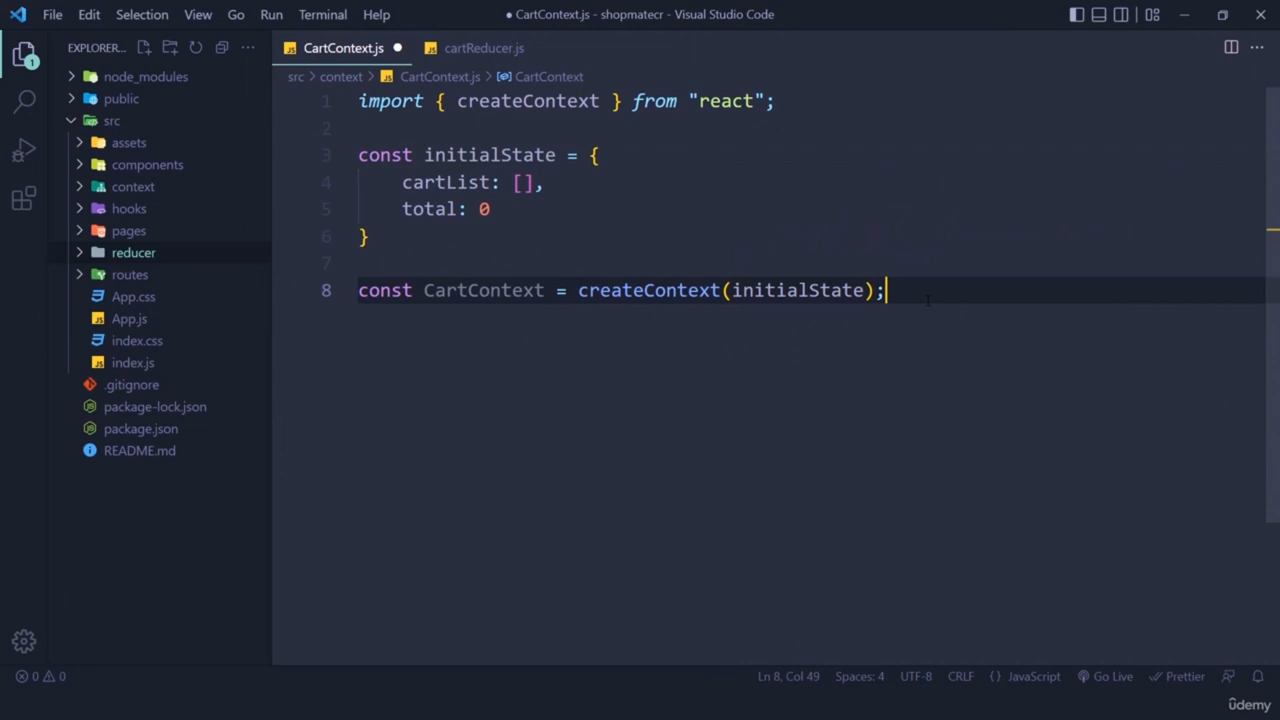 File Edit Selection View Go Run Terminal Help
● CartContext.js - shopmatecr - Visual Studio Code
EXPLORER...
CartContext.js ●
cartReducer.js
1
node_modules
public
src
assets
components
context
hooks
pages
reducer
routes
App.css
App.js
index.css
index.js
.gitignore
package-lock.json
package.json
README.md
src > context > JS CartContext.js > CartContext
1 import { createContext } from "react";
2
3 const initialState = {
4 cartList: [],
5 total: 0
6 }
7
8 const CartContext = createContext(initialState);
0 0
Ln 8, Col 49 Spaces: 4 UTF-8 CRLF {} JavaScript Go Live Prettier
ûdemy